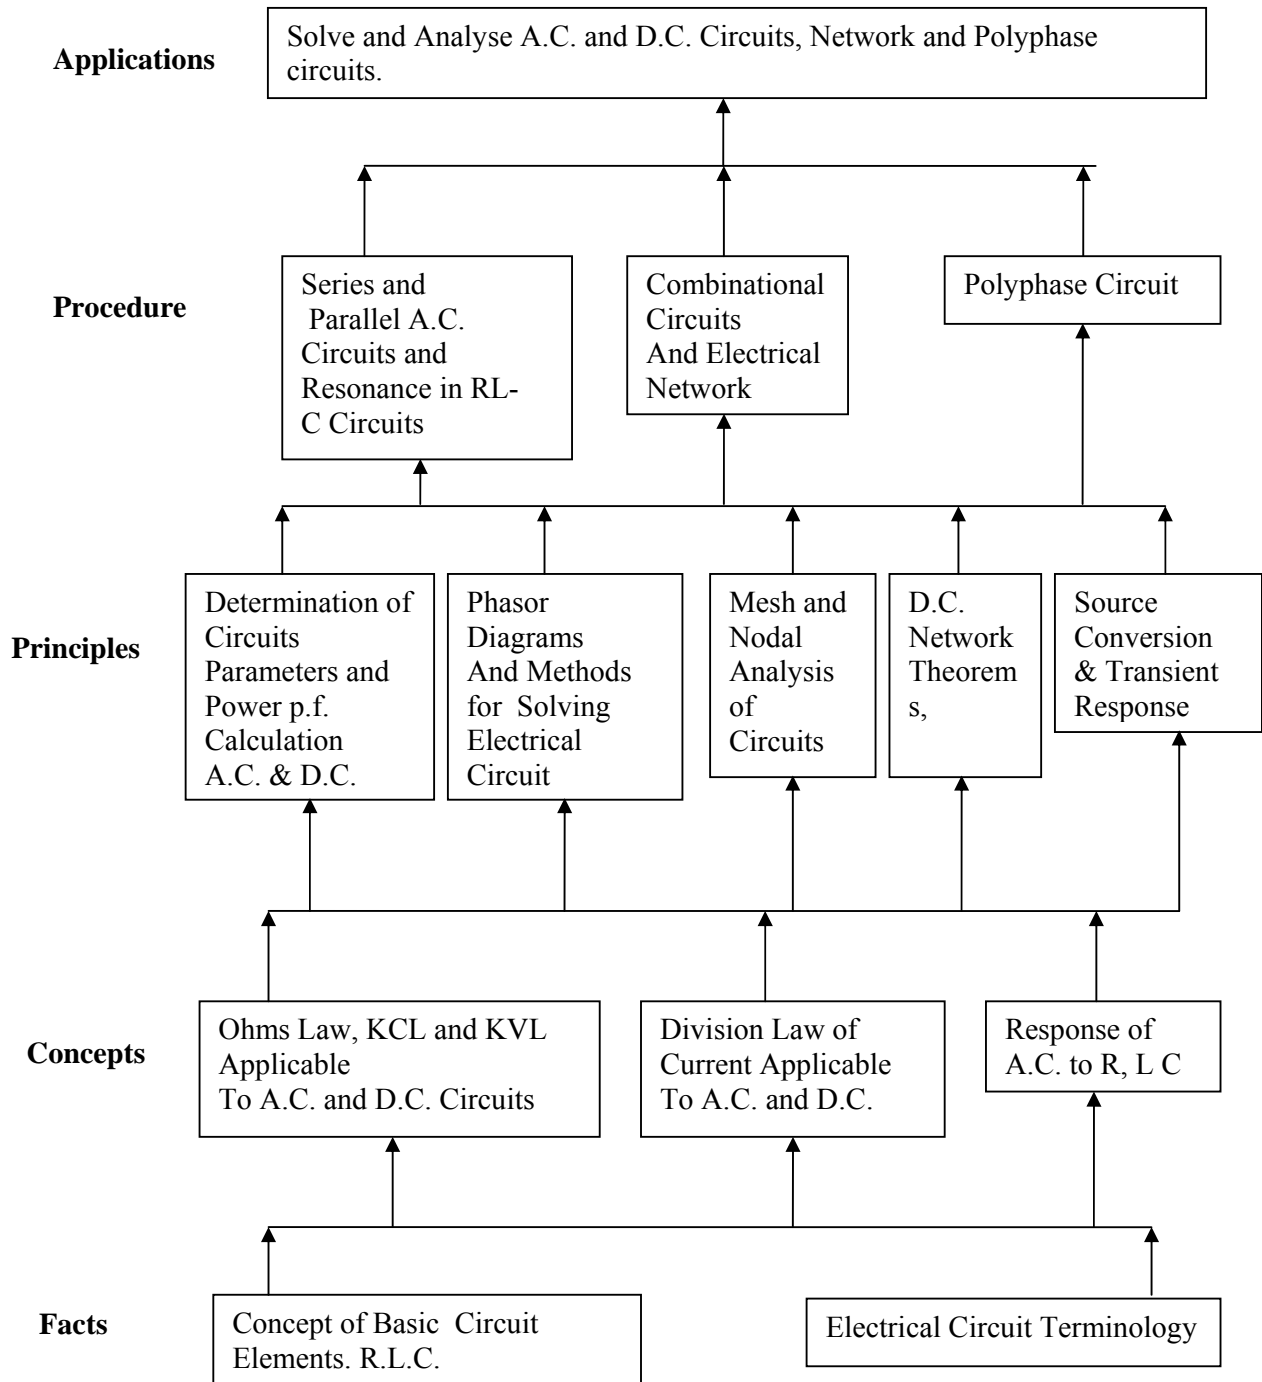 Applications
Solve and Analyse A.C. and D.C. Circuits, Network and Polyphase
circuits.
Procedure
Series and
Parallel A.C.
Circuits and
Resonance in RL-
C Circuits
Combinational
Circuits
And Electrical
Network
Polyphase Circuit
Principles
Determination of
Circuits
Parameters and
Power p.f.
Calculation
A.C. & D.C.
Phasor
Diagrams
And Methods
for Solving
Electrical
Circuit
Mesh and
Nodal
Analysis
of
Circuits
D.C.
Network
Theorem
s,
Source
Conversion
& Transient
Response
Concepts
Ohms Law, KCL and KVL
Applicable
To A.C. and D.C. Circuits
Division Law of
Current Applicable
To A.C. and D.C.
Response of
A.C. to R, L C
Facts
Concept of Basic Circuit
Elements. R.L.C.
Electrical Circuit Terminology